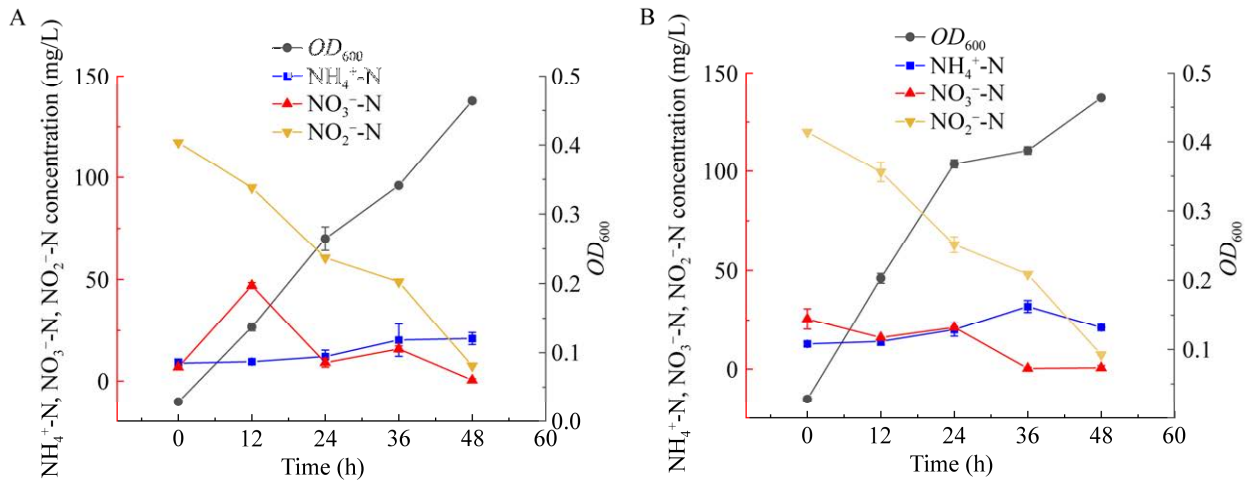 A
NH₄⁺-N, NO₃⁻-N, NO₂⁻-N concentration (mg/L)
OD₆₀₀
NH₄⁺-N
NO₃⁻-N
NO₂⁻-N
150
100
50
0
0.5
0.4
0.3
0.2
0.1
0.0
OD₆₀₀
0 12 24 36 48 60
Time (h)
B
NH₄⁺-N, NO₃⁻-N, NO₂⁻-N concentration (mg/L)
OD₆₀₀
NH₄⁺-N
NO₃⁻-N
NO₂⁻-N
150
100
50
0
0.5
0.4
0.3
0.2
0.1
OD₆₀₀
0 12 24 36 48 60
Time (h)